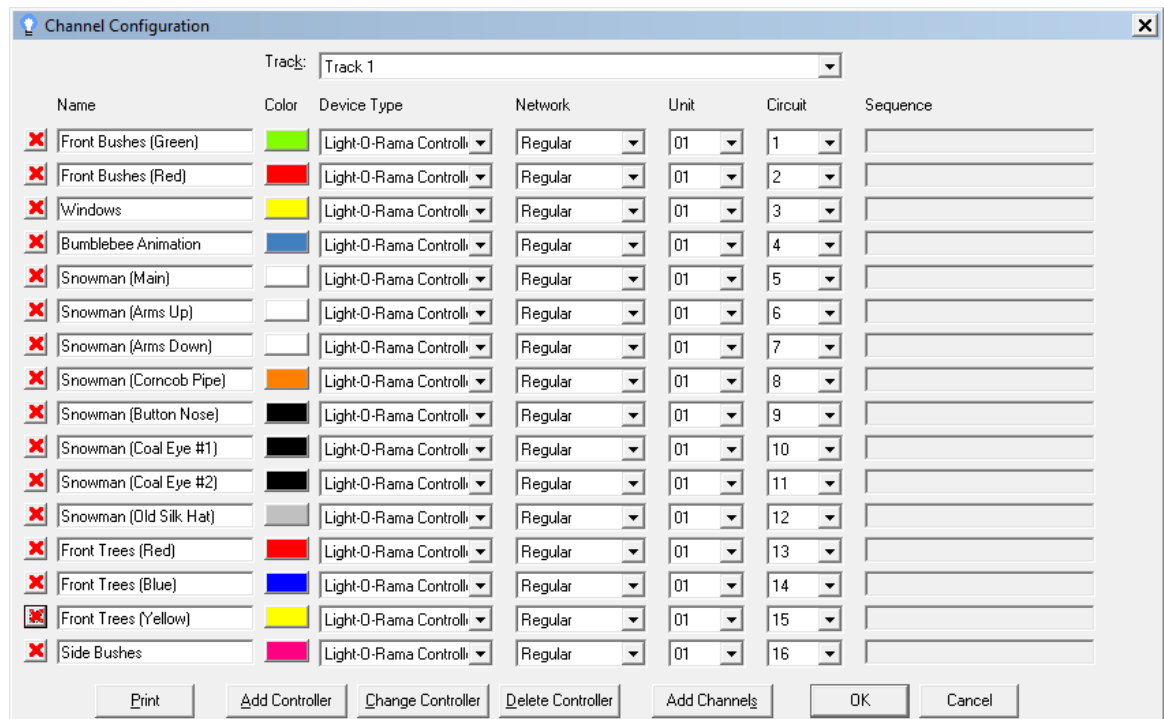 Channel Configuration
Track: Track 1
Name Color Device Type Network Unit Circuit Sequence
Front Bushes (Green) Light-O-Rama Controll Regular 01 1
Front Bushes (Red) Light-O-Rama Controll Regular 01 2
Windows Light-O-Rama Controll Regular 01 3
Bumblebee Animation Light-O-Rama Controll Regular 01 4
Snowman (Main) Light-O-Rama Controll Regular 01 5
Snowman (Arms Up) Light-O-Rama Controll Regular 01 6
Snowman (Arms Down) Light-O-Rama Controll Regular 01 7
Snowman (Corncob Pipe) Light-O-Rama Controll Regular 01 8
Snowman (Button Nose) Light-O-Rama Controll Regular 01 9
Snowman (Coal Eye #1) Light-O-Rama Controll Regular 01 10
Snowman (Coal Eye #2) Light-O-Rama Controll Regular 01 11
Snowman (Old Silk Hat) Light-O-Rama Controll Regular 01 12
Front Trees (Red) Light-O-Rama Controll Regular 01 13
Front Trees (Blue) Light-O-Rama Controll Regular 01 14
Front Trees (Yellow) Light-O-Rama Controll Regular 01 15
Side Bushes Light-O-Rama Controll Regular 01 16
Print Add Controller Change Controller Delete Controller Add Channels OK Cancel